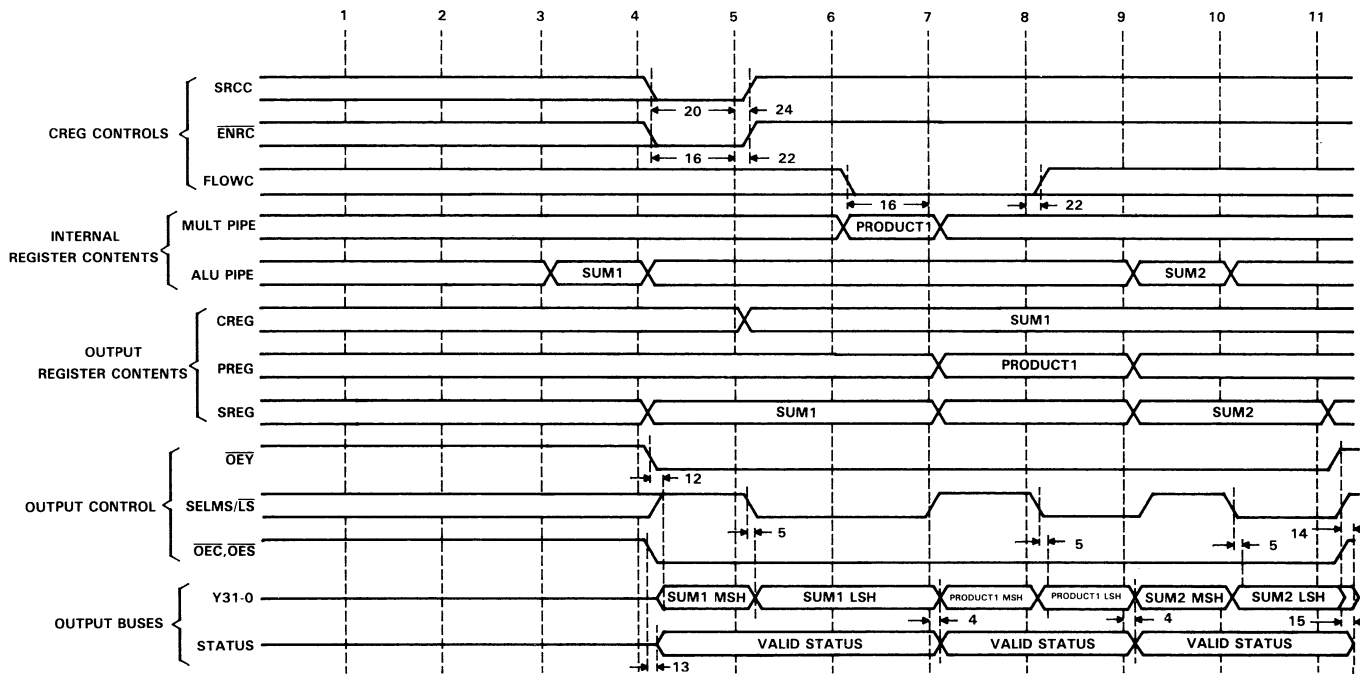 1 2 3 4 5 6 7 8 9 10 11
SRCC
20 24
CREG CONTROLS
ENRC
16 22
FLOWC
16 22
INTERNAL
REGISTER CONTENTS
MULT PIPE PRODUCT1
ALU PIPE SUM1 SUM2
OUTPUT
REGISTER CONTENTS
CREG SUM1
PREG PRODUCT1
SREG SUM1 SUM2
OUTPUT CONTROL
OEY
12
SELMS/LS
5 5 5 14
OEC,OES
OUTPUT BUSES
Y31-0 SUM1 MSH SUM1 LSH PRODUCT1 MSH PRODUCT1 LSH SUM2 MSH SUM2 LSH
4 4 15
STATUS VALID STATUS VALID STATUS VALID STATUS
13